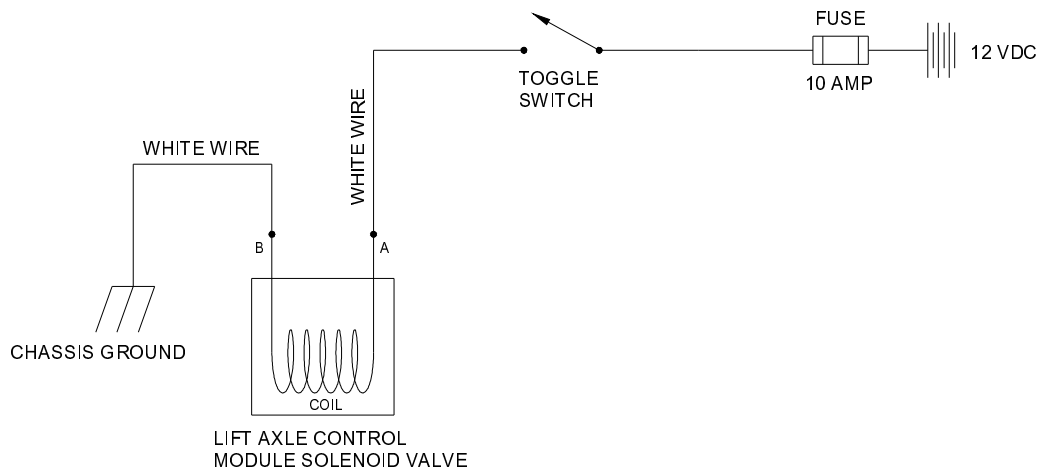 FUSE
12 VDC
10 AMP
TOGGLE
SWITCH
WHITE WIRE
WHITE WIRE
B
A
CHASSIS GROUND
COIL
LIFT AXLE CONTROL
MODULE SOLENOID VALVE